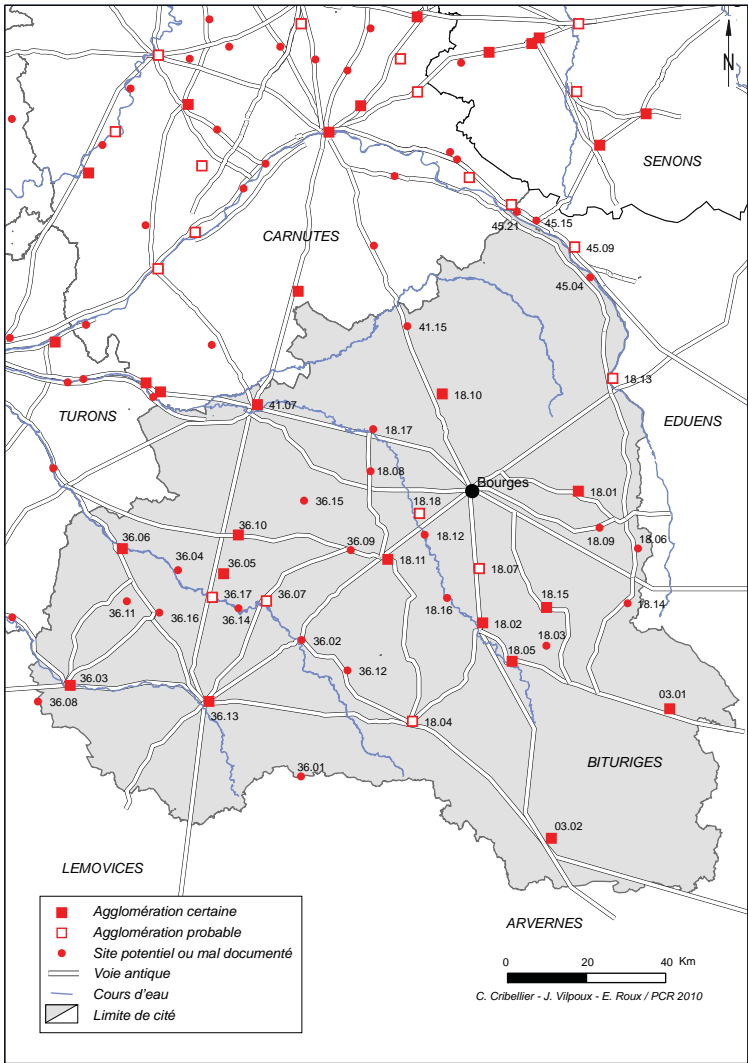 N
SENONS
CARNUTES
45.21
45.15
45.09
45.04
41.15
18.13
18.10
41.07
TURONS
EDUENS
18.17
18.08
Bourges
18.01
36.15
18.18
18.09
18.06
36.10
18.12
36.06
36.09
18.11
36.04
36.05
18.07
36.17
36.07
18.16
18.15
18.14
36.11
36.16
36.14
18.02
36.02
18.03
18.05
36.12
36.03
36.08
36.13
18.04
03.01
BITURIGES
36.01
03.02
LEMOVICES
ARVERNES
Agglomération certaine
Agglomération probable
Site potentiel ou mal documenté
Voie antique
Cours d'eau
Limite de cité
0 20 40 Km
C. Cribellier - J. Vilpoux - E. Roux / PCR 2010